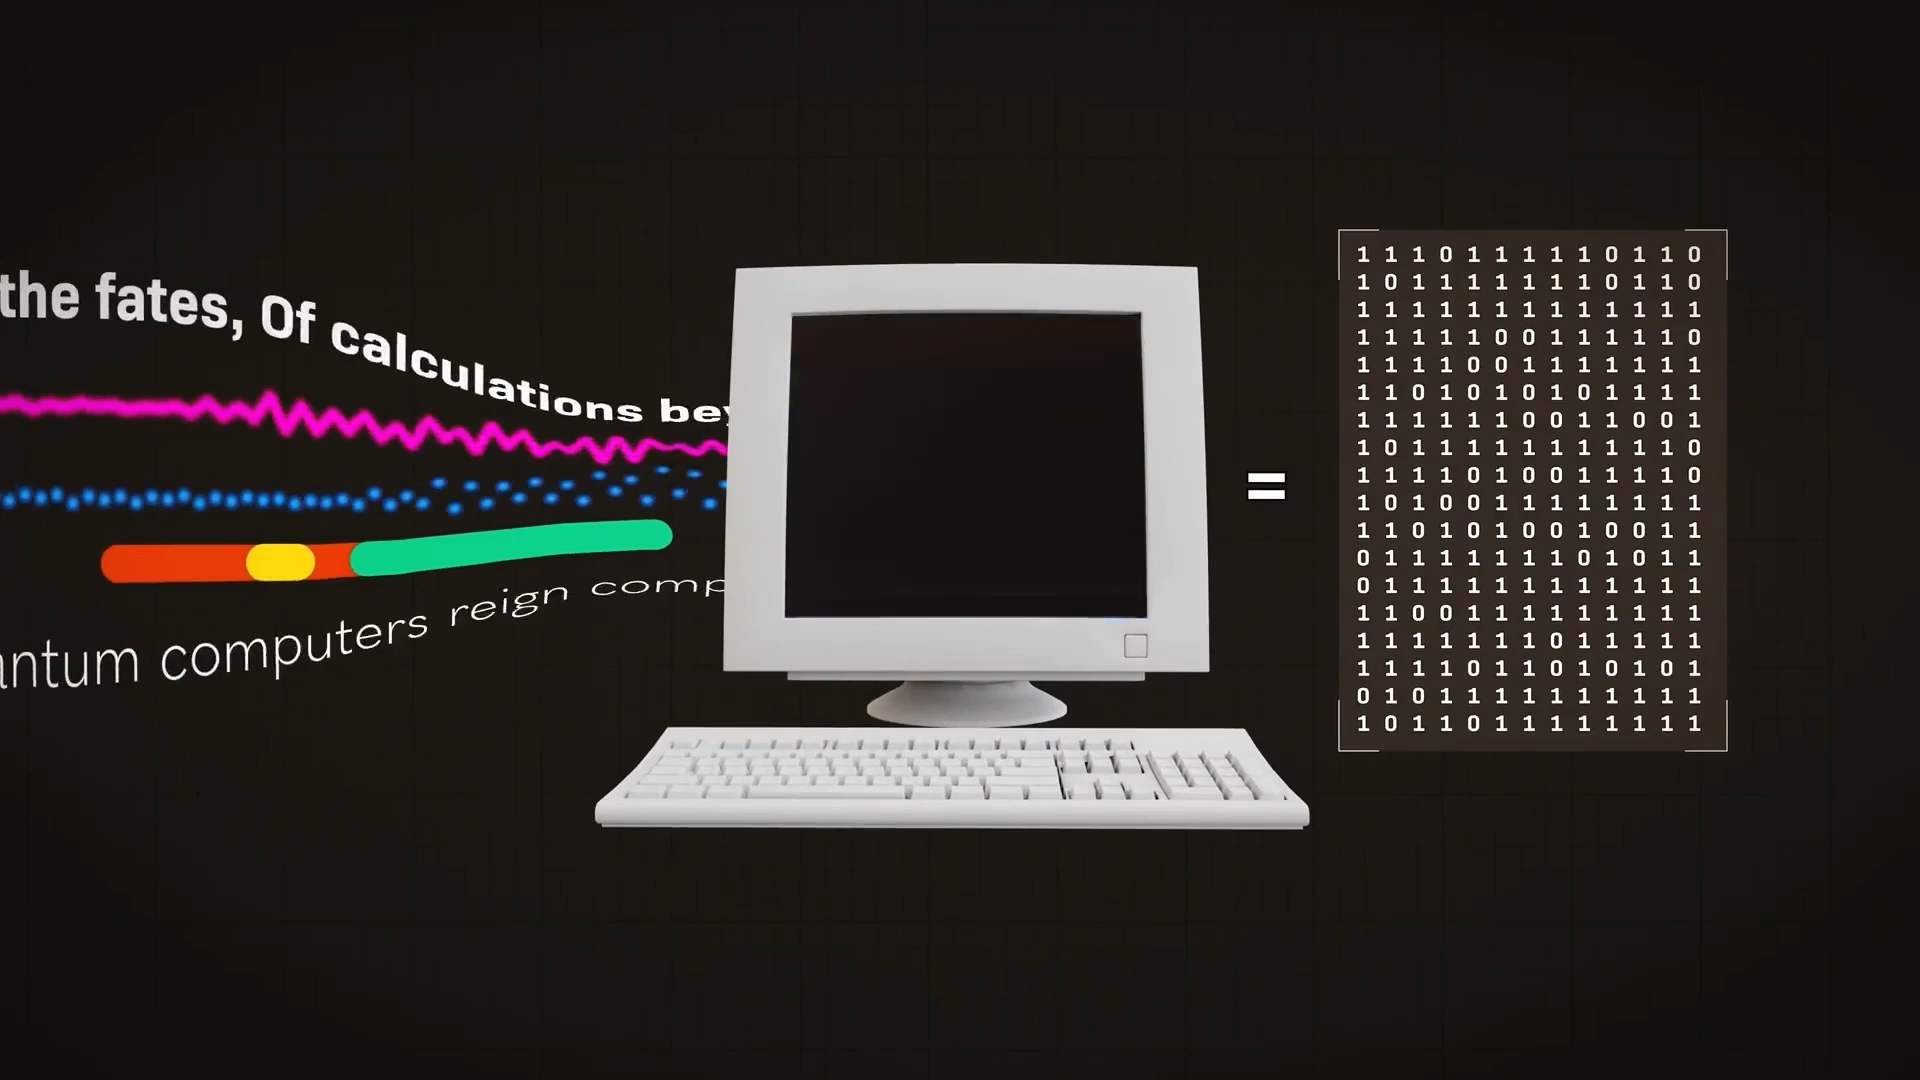 the fates, Of calculations
antum computers reign
=
1 1 1 0 1 1 1 1 1 0 1 1 0
1 0 1 1 1 1 1 1 1 0 1 1 0
1 1 1 1 1 1 1 1 1 1 1 1 1
1 1 1 1 1 0 0 1 1 1 1 1 0
1 1 1 1 0 0 1 1 1 1 1 1 1
1 1 0 1 0 1 0 1 0 1 1 1 1
1 1 1 1 1 1 0 0 1 1 0 0 1
1 0 1 1 1 1 1 1 1 1 1 1 0
1 1 1 1 0 1 0 0 1 1 1 1 0
1 0 1 0 0 1 1 1 1 1 1 1 1
1 1 0 1 0 1 0 0 1 0 0 1 1
0 1 1 1 1 1 1 1 0 1 0 1 1
0 1 1 1 1 1 1 1 1 1 1 1 1
1 1 0 0 1 1 1 1 1 1 1 1 1
1 1 1 1 1 1 1 0 1 1 1 1 1
1 1 1 1 0 1 1 0 1 0 1 0 1
0 1 0 1 1 1 1 1 1 1 1 1 1
1 0 1 1 0 1 1 1 1 1 1 1 1